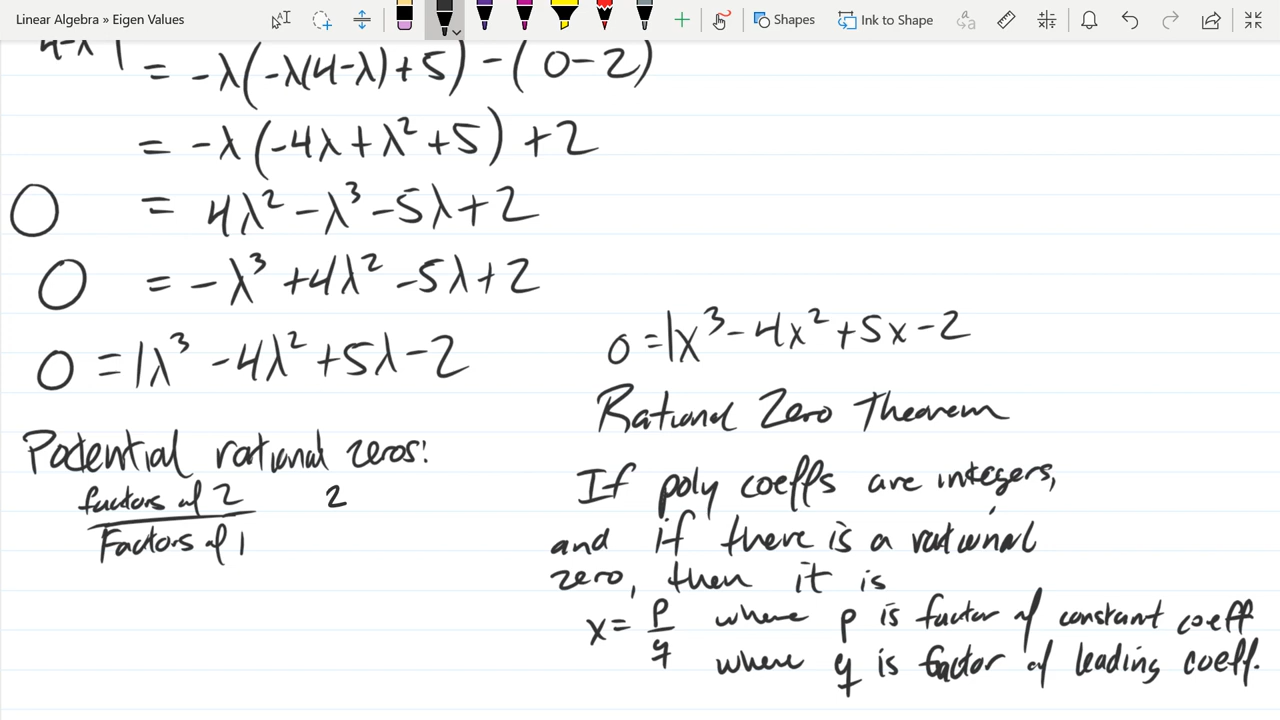 Linear Algebra » Eigen Values
Shapes
Ink to Shape
4-λ |
= -λ(-λ(4-λ)+5) - (0-2)
= -λ(-4λ+λ²+5) +2
0 = 4λ² -λ³ -5λ+2
0 = -λ³ +4λ² -5λ+2
0 = 1λ³ -4λ² +5λ-2
Potential rational zeros:
factors of 2
Factors of 1
2
0 = 1x³ - 4x² +5x -2
Rational Zero Theorem
If poly coeffs are integers,
and if there is a rational
zero, then it is
x = p/q where p is factor of constant coeff
where q is factor of leading coeff.